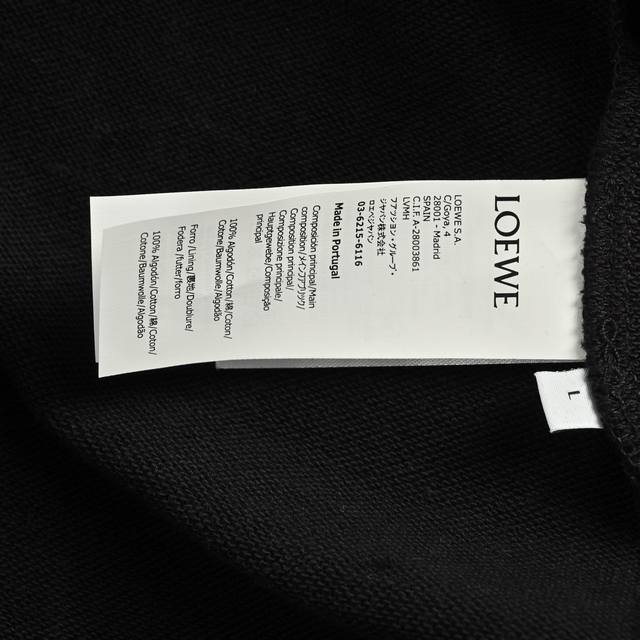 LOEWE
LOEWE S.A.
C/Goya, 4
28001 - Madrid
SPAIN
C.I.F. A-28003861
LVMH
ファッション・グループ・
ジャパン株式会社
ロエベジャパン
03-6215-6116
Made in Portugal
Composición principal/Main
composition/メインファブリック/
Composition principal/
Composizione principale/
Hauptgewebe/Composição
principal
100% Algodón/Cotton/綿/Coton/
Cotone/Baumwolle/Algodão
Forro/Lining/裏地/Doublure/
Fodera/futter/forro
100% Algodón/Cotton/綿/Coton/
Cotone/Baumwolle/Algodão
L